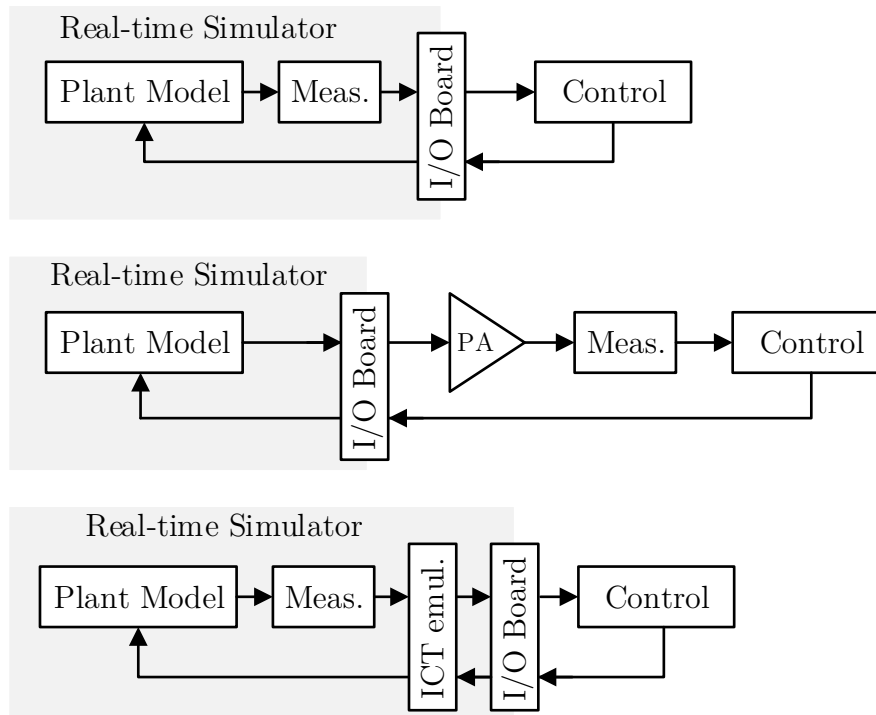 Real-time Simulator
Plant Model
Meas.
I/O Board
Control
Real-time Simulator
Plant Model
I/O Board
PA
Meas.
Control
Real-time Simulator
Plant Model
Meas.
ICT emul.
I/O Board
Control